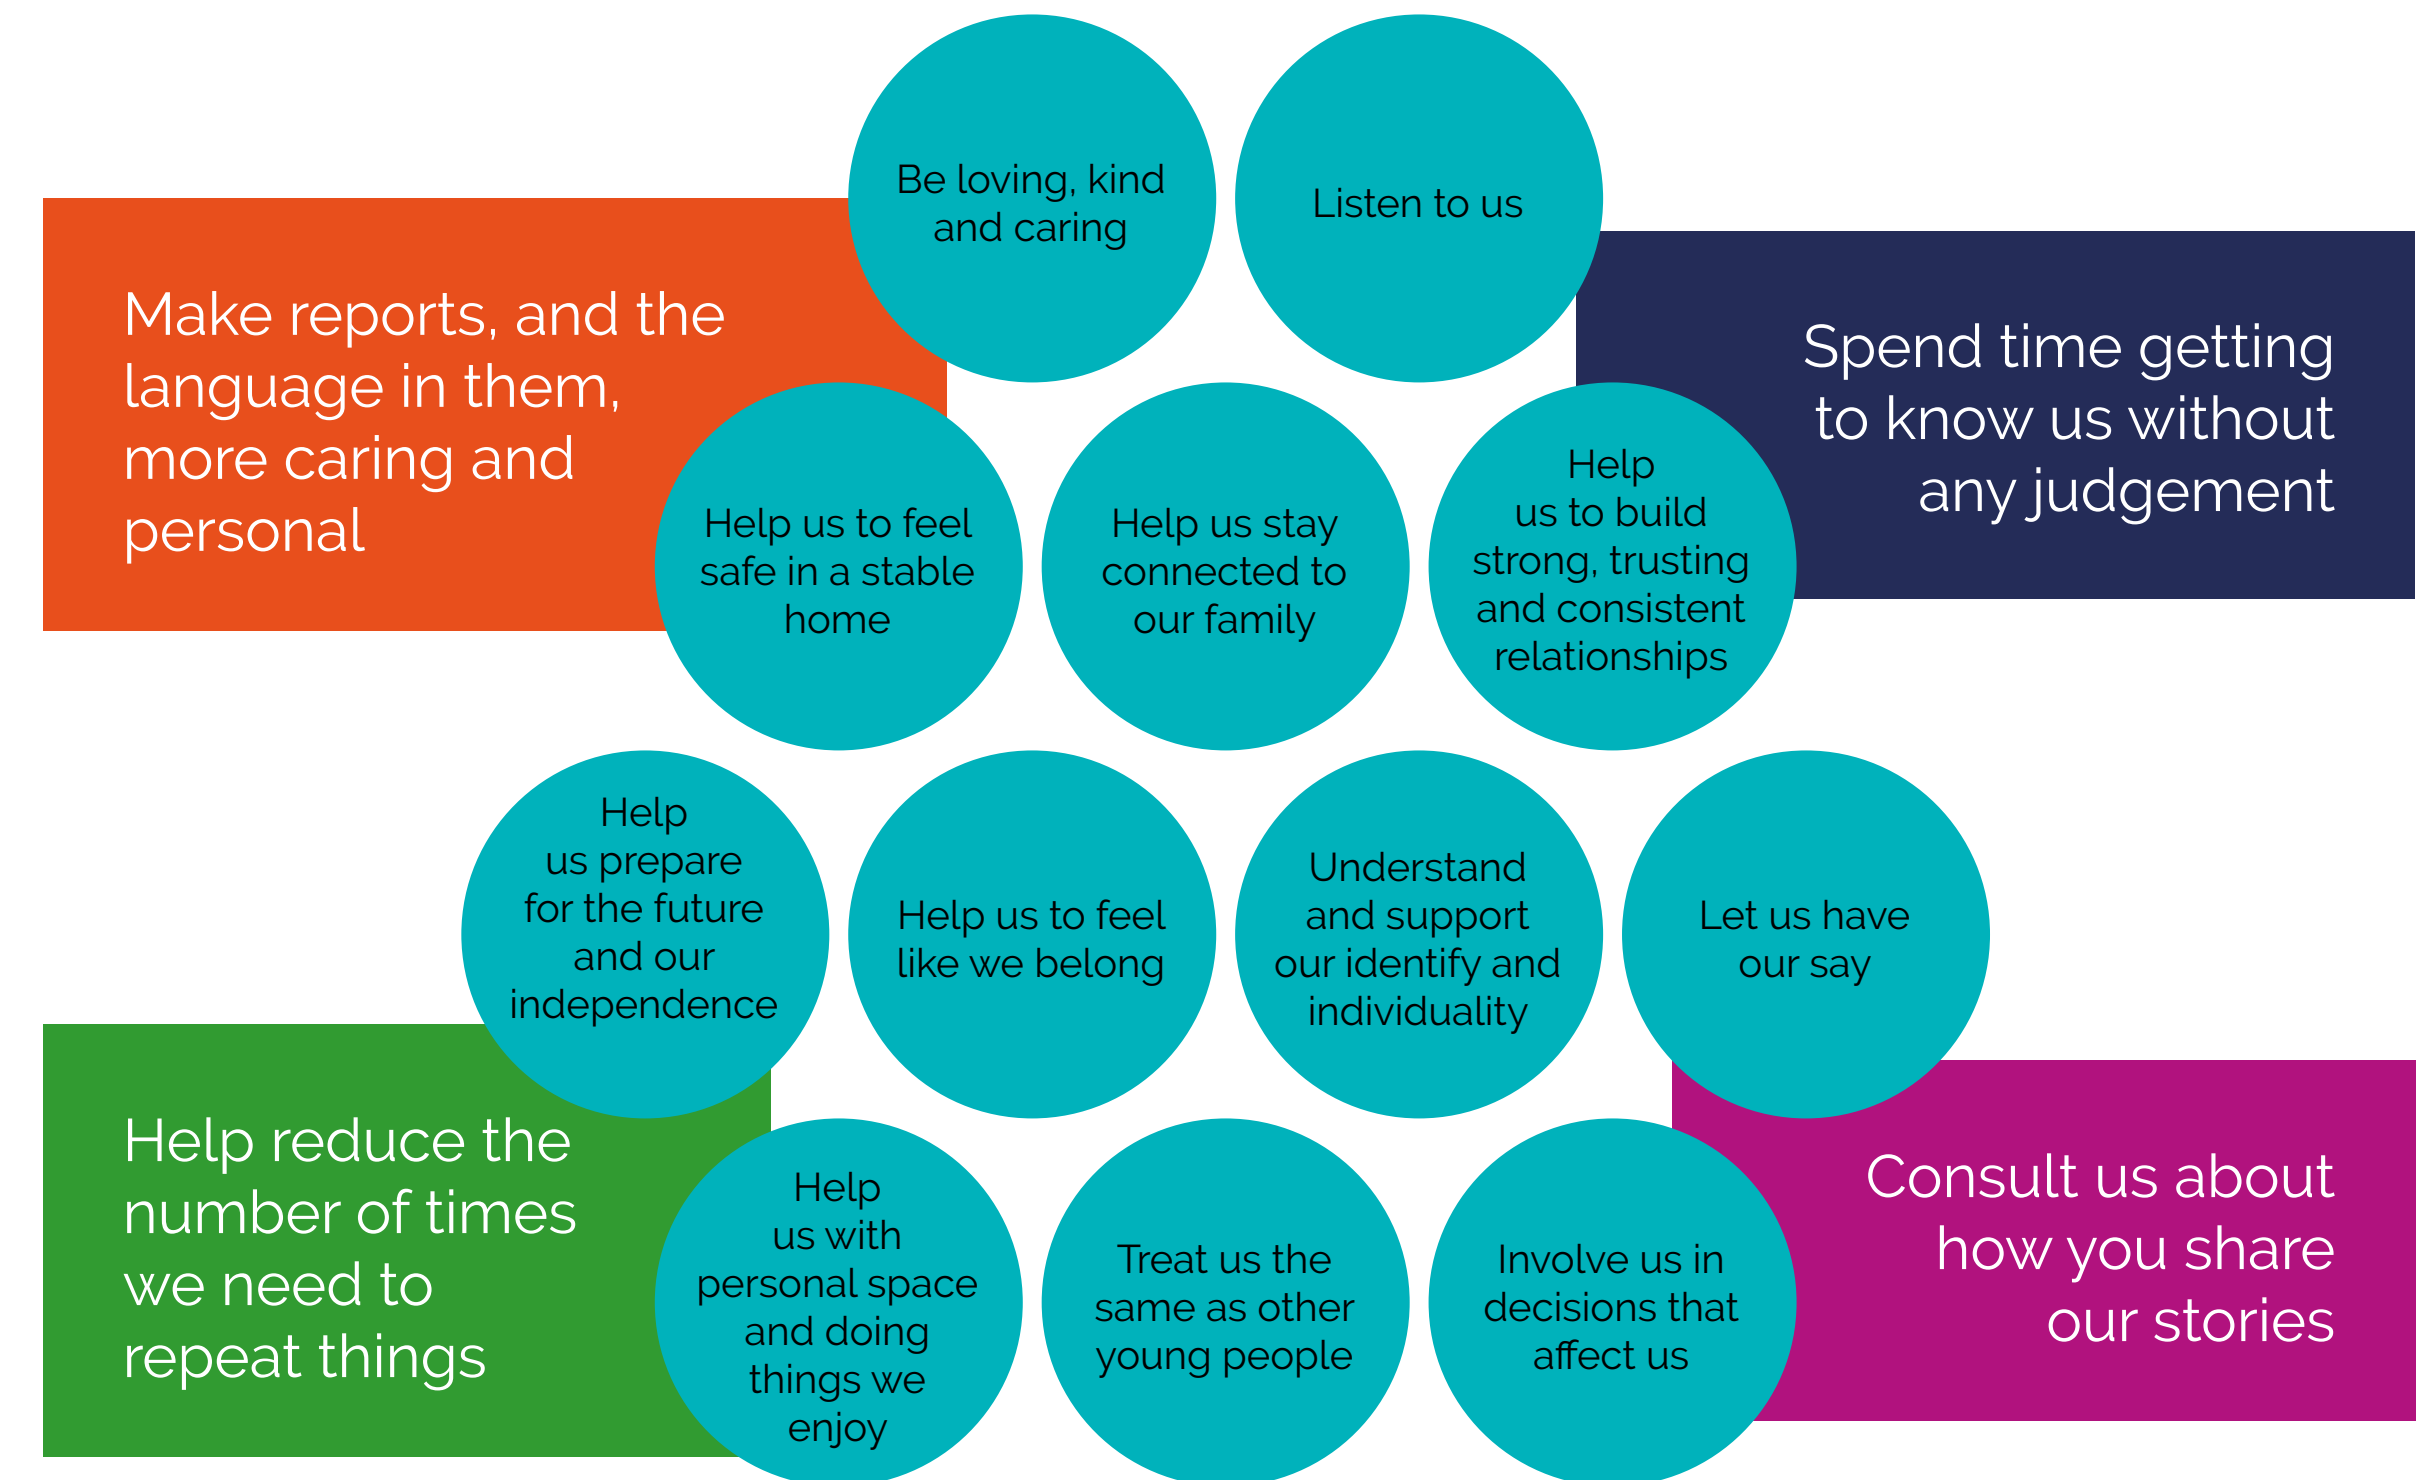 Be loving, kind
and caring
Listen to us
Make reports, and the
language in them,
more caring and
personal
Spend time getting
to know us without
any judgement
Help us to feel
safe in a stable
home
Help us stay
connected to
our family
Help
us to build
strong, trusting
and consistent
relationships
Help
us prepare
for the future
and our
independence
Help us to feel
like we belong
Understand
and support
our identify and
individuality
Let us have
our say
Help reduce the
number of times
we need to
repeat things
Help
us with
personal space
and doing
things we
enjoy
Treat us the
same as other
young people
Involve us in
decisions that
affect us
Consult us about
how you share
our stories